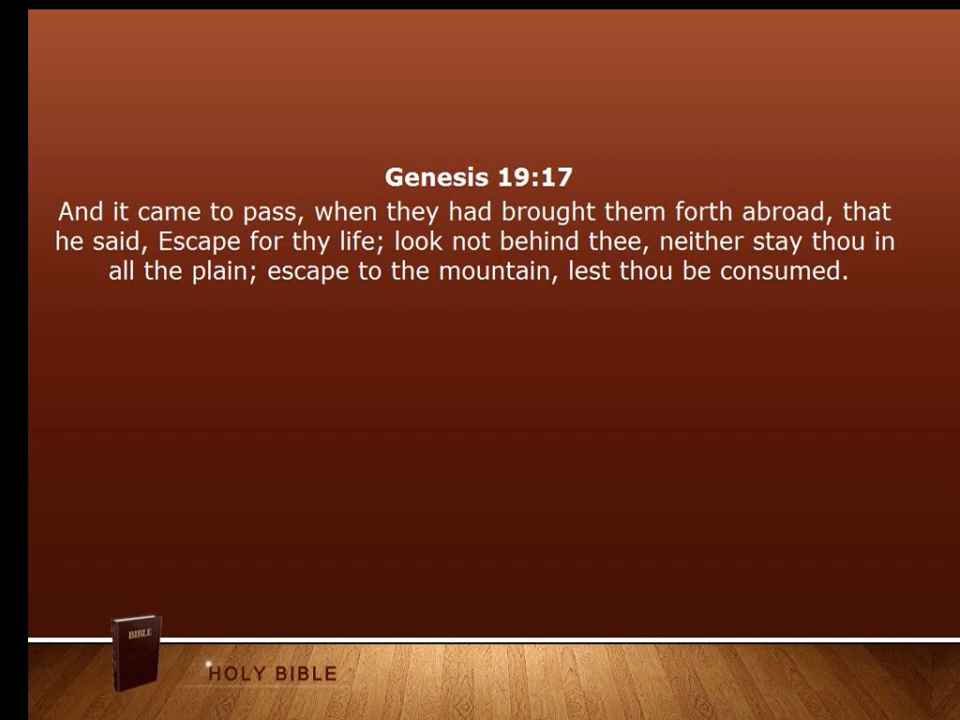 Genesis 19:17
And it came to pass, when they had brought them forth abroad, that
he said, Escape for thy life; look not behind thee, neither stay thou in
all the plain; escape to the mountain, lest thou be consumed.
BIBLE
HOLY BIBLE